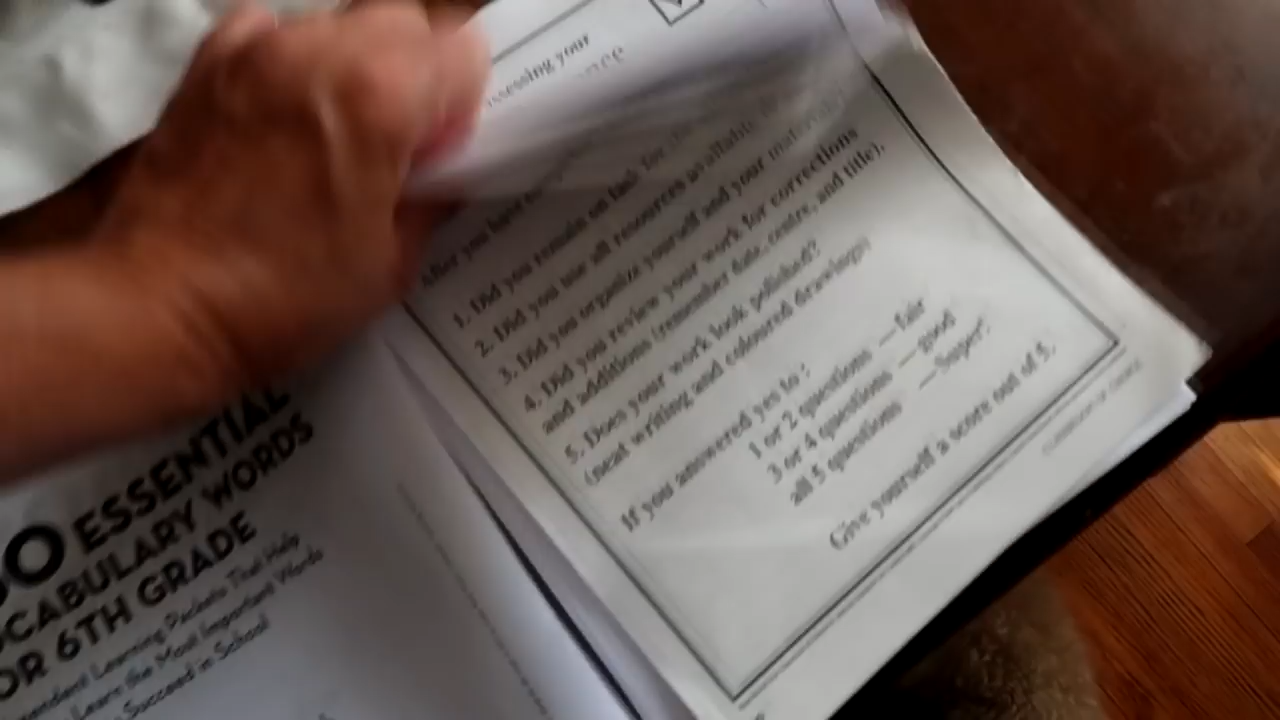 assessing your
After you have
1. Did you remain on task for
2. Did you use all resources available
3. Did you organize yourself and your materials
4. Did you review your work for corrections
and additions (remember date, centre, and title).
5. Does your work look polished?
(neat writing and coloured drawings)
If you answered yes to :
1 or 2 questions —fair
3 or 4 questions —good
all 5 questions —Super!
Give yourself a score out of 5.
ESSENTIAL
VOCABULARY WORDS
FOR 6TH GRADE
Independent Learning Packets That Help
Learn the Most Important Words
Succeed in School